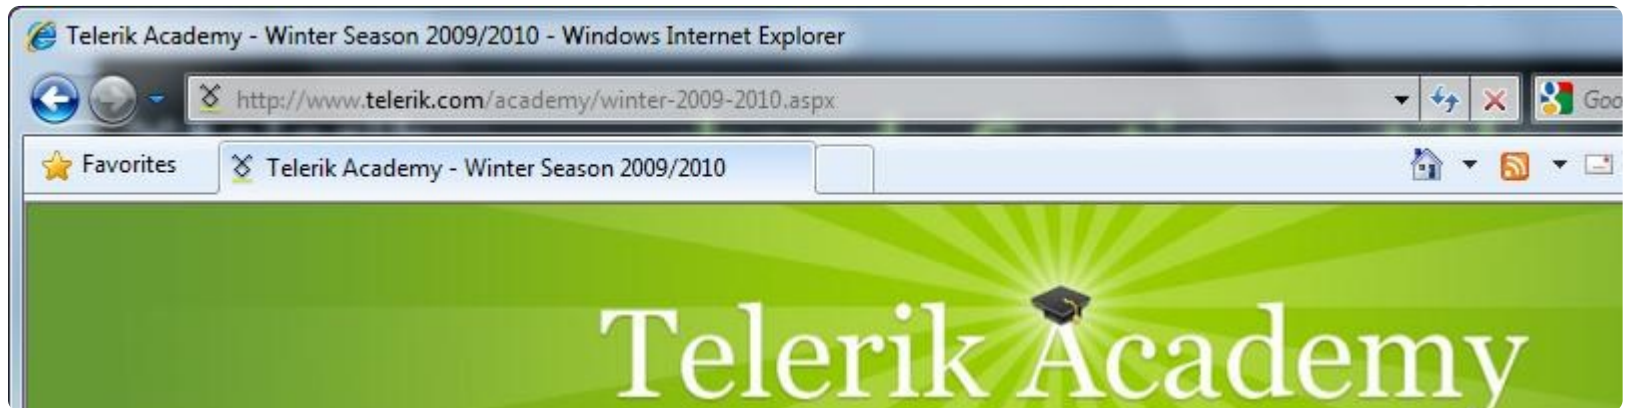 Telerik Academy - Winter Season 2009/2010 - Windows Internet Explorer
http://www.telerik.com/academy/winter-2009-2010.aspx
Goo
Favorites
Telerik Academy - Winter Season 2009/2010
Telerik Academy